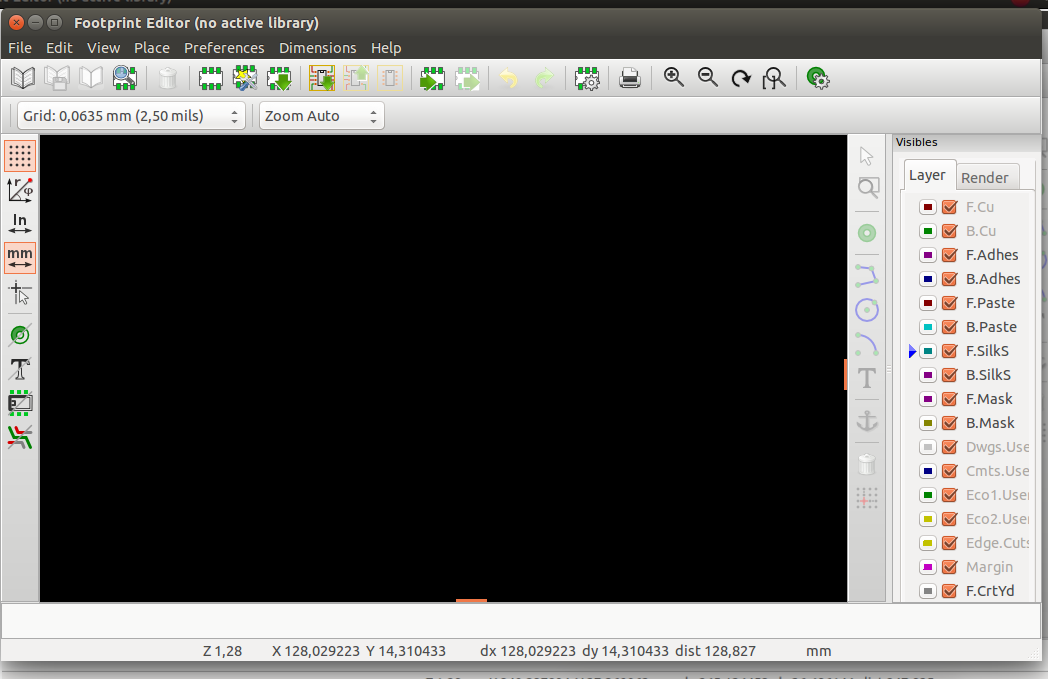 Footprint Editor (no active library)
File Edit View Place Preferences Dimensions Help
Grid: 0,0635 mm (2,50 mils) Zoom Auto
Visibles
Layer Render
r φ
In
mm
T
T
F.Cu
B.Cu
F.Adhes
B.Adhes
F.Paste
B.Paste
F.SilkS
B.SilkS
F.Mask
B.Mask
Dwgs.Use
Cmts.Use
Eco1.User
Eco2.User
Edge.Cuts
Margin
F.CrtYd
Z 1,28 X 128,029223 Y 14,310433 dx 128,029223 dy 14,310433 dist 128,827 mm